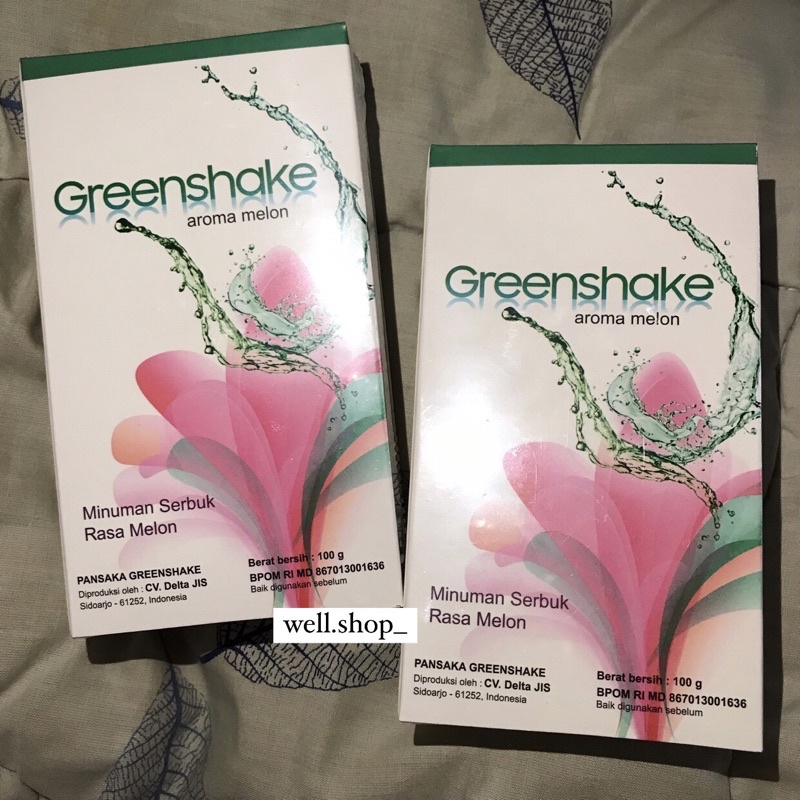 Greenshake
aroma melon
Minuman Serbuk
Rasa Melon
PANSAKA GREENSHAKE
Diproduksi oleh : CV. Delta JIS
Sidoarjo - 61252, Indonesia
Berat bersih : 100 g
BPOM RI MD 867013001636
Baik digunakan sebelum
well.shop_
Greenshake
aroma melon
Minuman Serbuk
Rasa Melon
PANSAKA GREENSHAKE
Diproduksi oleh : CV. Delta JIS
Sidoarjo - 61252, Indonesia
Berat bersih : 100 g
BPOM RI MD 867013001636
Baik digunakan sebelum